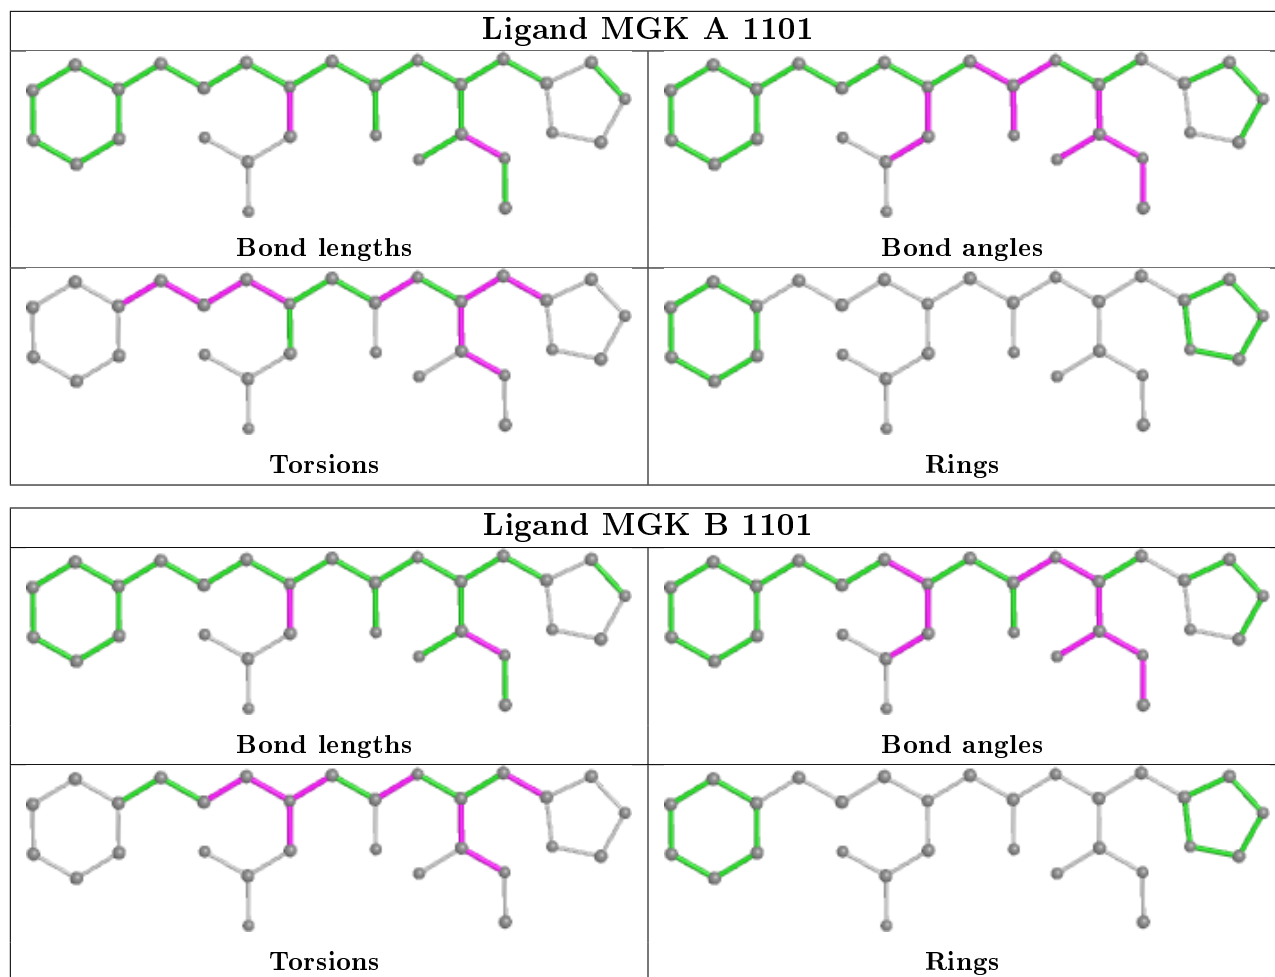 Ligand MGK A 1101
Bond lengths
Bond angles
Torsions
Rings
Ligand MGK B 1101
Bond lengths
Bond angles
Torsions
Rings